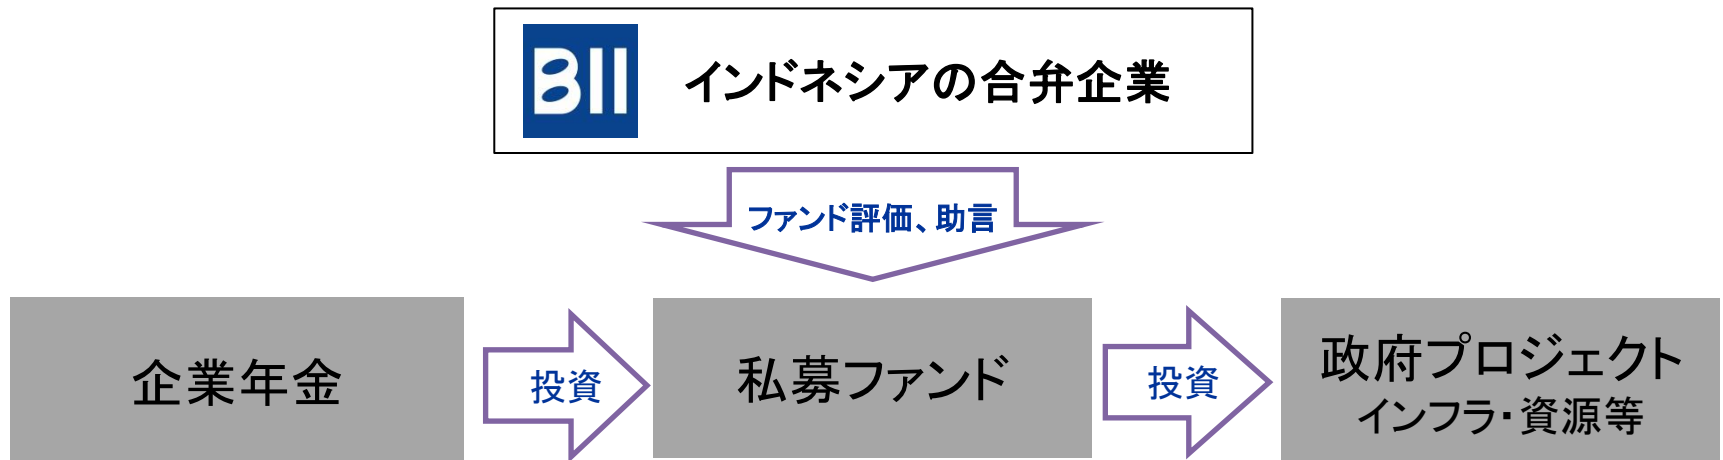 BII
インドネシアの合弁企業
ファンド評価、助言
企業年金
投資
私募ファンド
投資
政府プロジェクト
インフラ・資源等